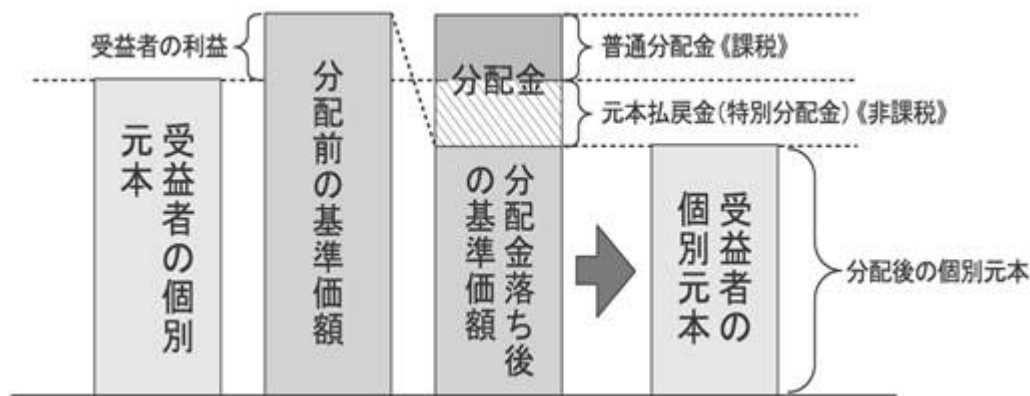 受益者の利益
普通分配金《課税》
分配金
元本払戻金(特別分配金)《非課税》
受益者の個別
元本
分配前の基準価額
分配金落ち後
の基準価額
受益者の
個別元本
分配後の個別元本